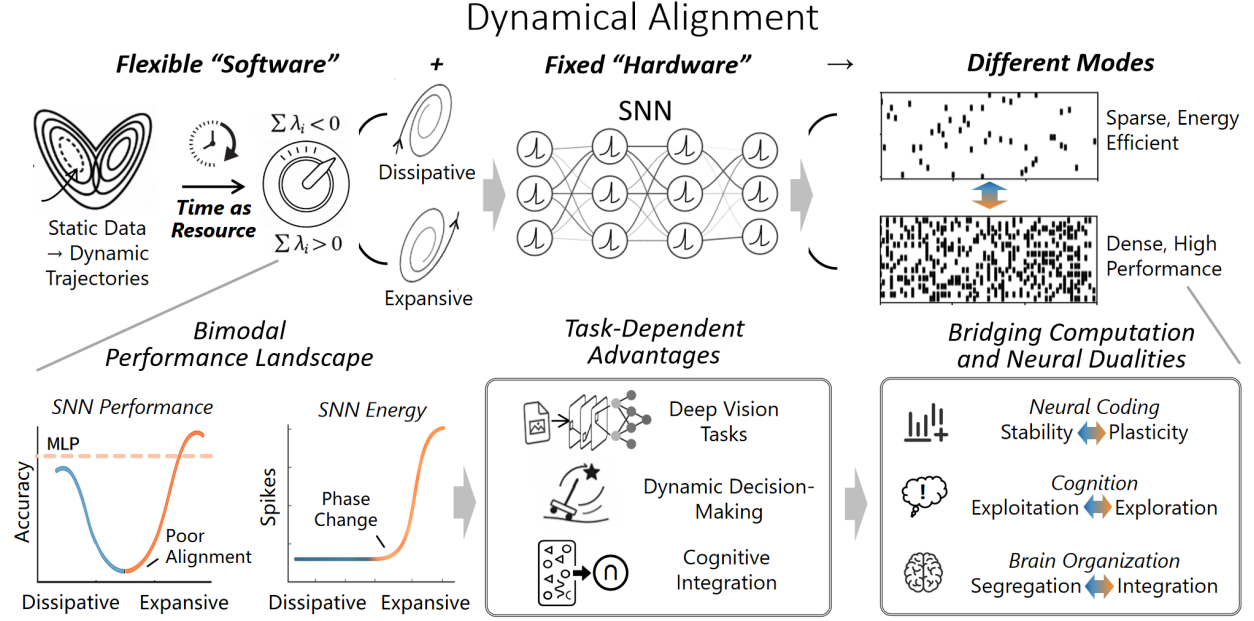 Dynamical Alignment
Flexible “Software”
+
Fixed “Hardware”
→
Different Modes
Static Data
→ Dynamic
Trajectories
Time as
Resource
∑ λᵢ < 0
∑ λᵢ > 0
Dissipative
Expansive
SNN
Sparse, Energy
Efficient
Dense, High
Performance
Bimodal
Performance Landscape
SNN Performance
MLP
Accuracy
Poor
Alignment
Dissipative
Expansive
SNN Energy
Spikes
Phase
Change
Dissipative
Expansive
Task-Dependent
Advantages
Deep Vision
Tasks
Dynamic Decision-
Making
∩
Cognitive
Integration
Bridging Computation
and Neural Dualities
Neural Coding
Stability Plasticity
!
Cognition
Exploitation Exploration
Brain Organization
Segregation Integration